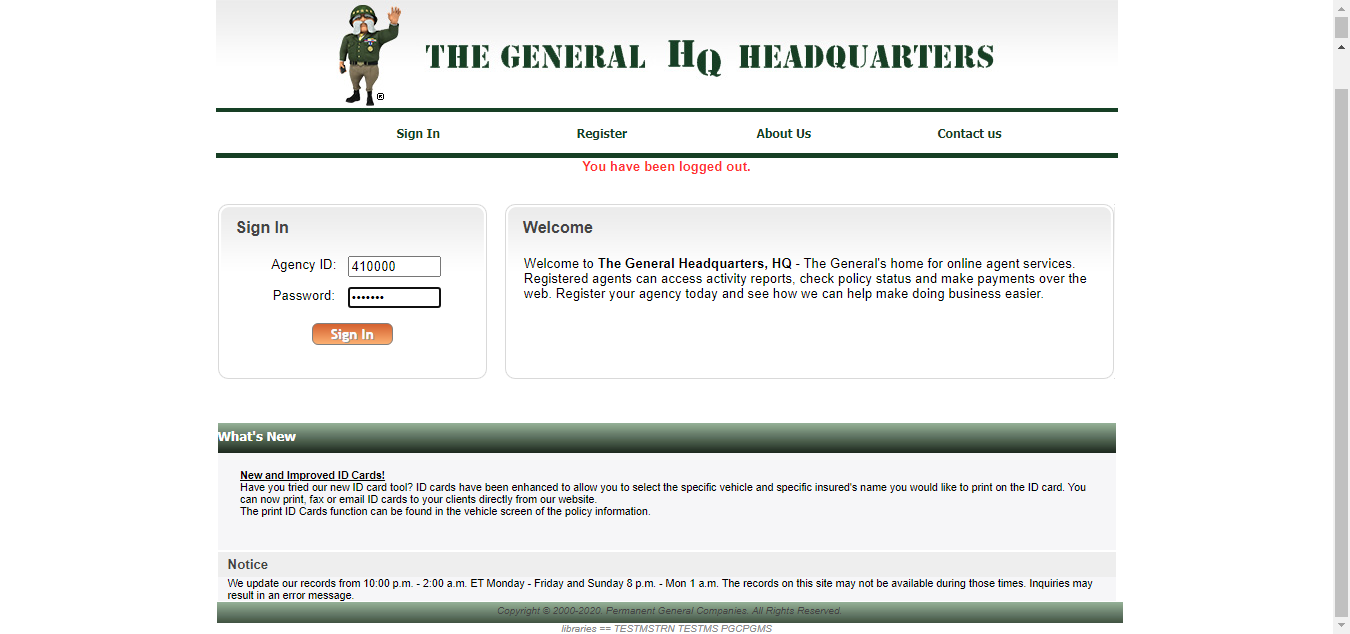 THE GENERAL HQ HEADQUARTERS
®
Sign In Register About Us Contact us
You have been logged out.
Sign In
Agency ID: 410000
Password: •••••••
Sign In
Welcome
Welcome to The General Headquarters, HQ - The General's home for online agent services.
Registered agents can access activity reports, check policy status and make payments over the
web. Register your agency today and see how we can help make doing business easier.
What's New
New and Improved ID Cards!
Have you tried our new ID card tool? ID cards have been enhanced to allow you to select the specific vehicle and specific insured's name you would like to print on the ID card. You
can now print, fax or email ID cards to your clients directly from our website.
The print ID Cards function can be found in the vehicle screen of the policy information.
Notice
We update our records from 10:00 p.m. - 2:00 a.m. ET Monday - Friday and Sunday 8 p.m. - Mon 1 a.m. The records on this site may not be available during those times. Inquiries may
result in an error message.
Copyright © 2000-2020. Permanent General Companies. All Rights Reserved.
libraries == TESTMSTRN TESTMS PGCPGMS